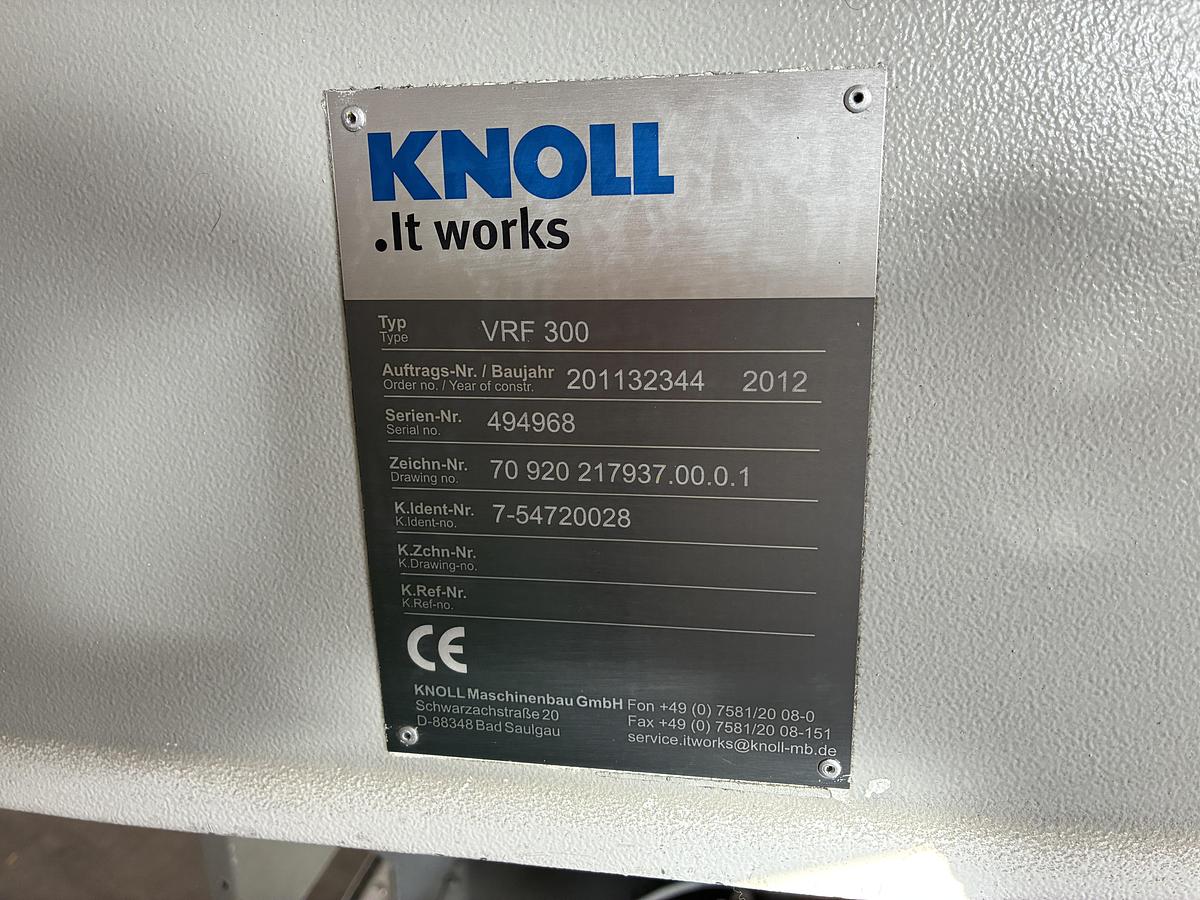 KNOLL
.It works
Typ
Type
VRF 300
Auftrags-Nr. / Baujahr
Order no. / Year of constr.
201132344 2012
Serien-Nr.
Serial no.
494968
Zeichn-Nr.
Drawing no.
70 920 217937.00.0.1
K.Ident-Nr.
K.Ident-no.
7-54720028
K.Zchn-Nr.
K.Drawing-no.
K.Ref-Nr.
K.Ref-no.
CE
KNOLL Maschinenbau GmbH
Schwarzachstraße 20
D-88348 Bad Saulgau
Fon +49 (0) 7581/20 08-0
Fax +49 (0) 7581/20 08-151
service.itworks@knoll-mb.de